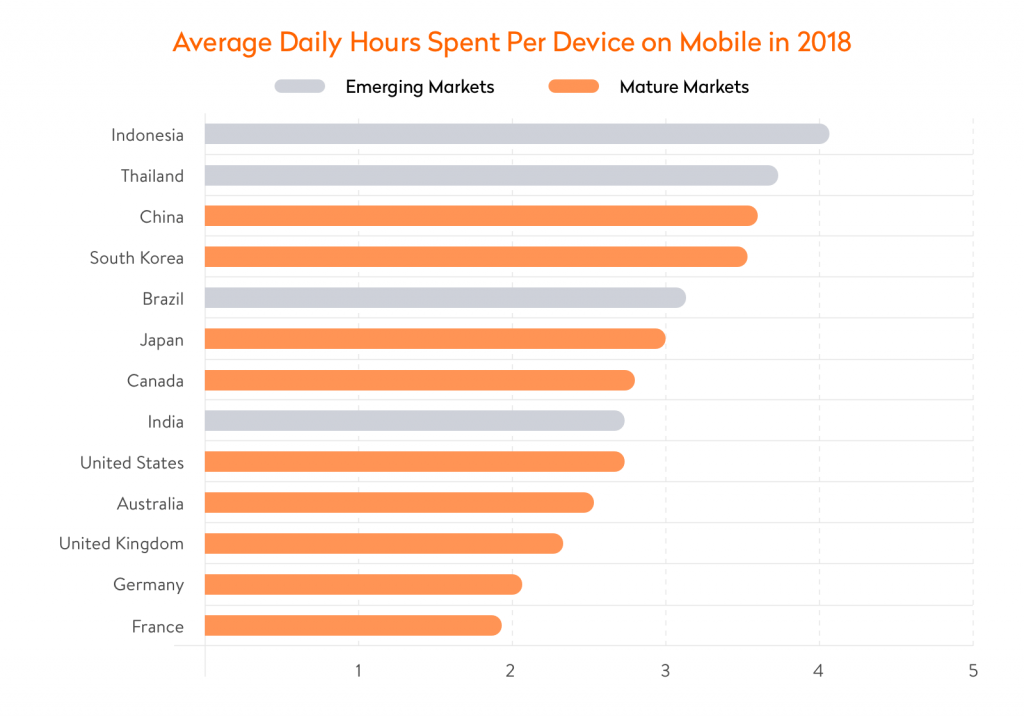 Average Daily Hours Spent Per Device on Mobile in 2018
Emerging Markets Mature Markets
Indonesia
Thailand
China
South Korea
Brazil
Japan
Canada
India
United States
Australia
United Kingdom
Germany
France
1 2 3 4 5